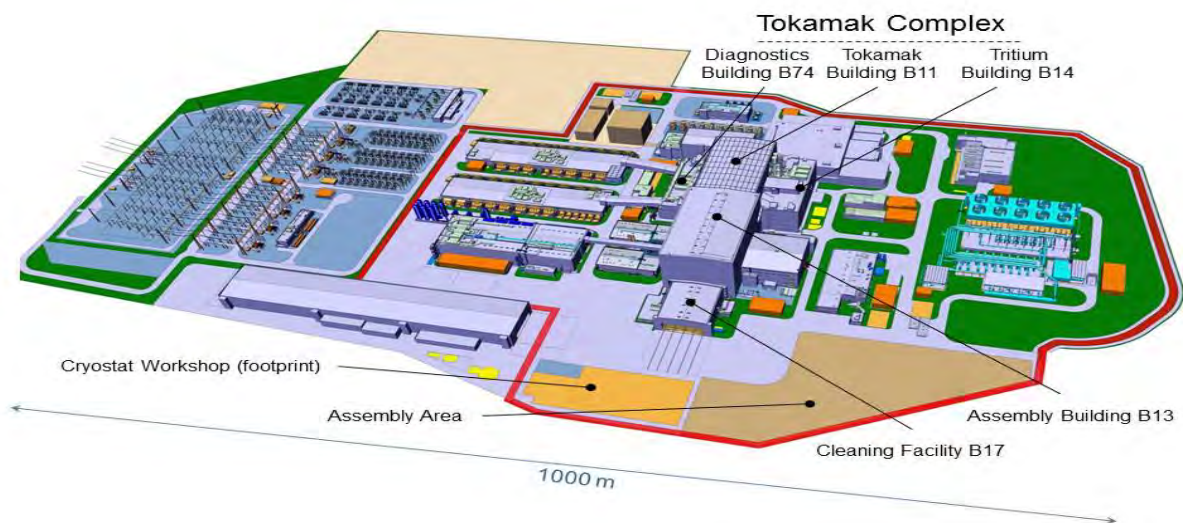 Tokamak Complex
Diagnostics
Building B74
Tokamak
Building B11
Tritium
Building B14
Cryostat Workshop (footprint)
Assembly Area
Assembly Building B13
Cleaning Facility B17
1000 m